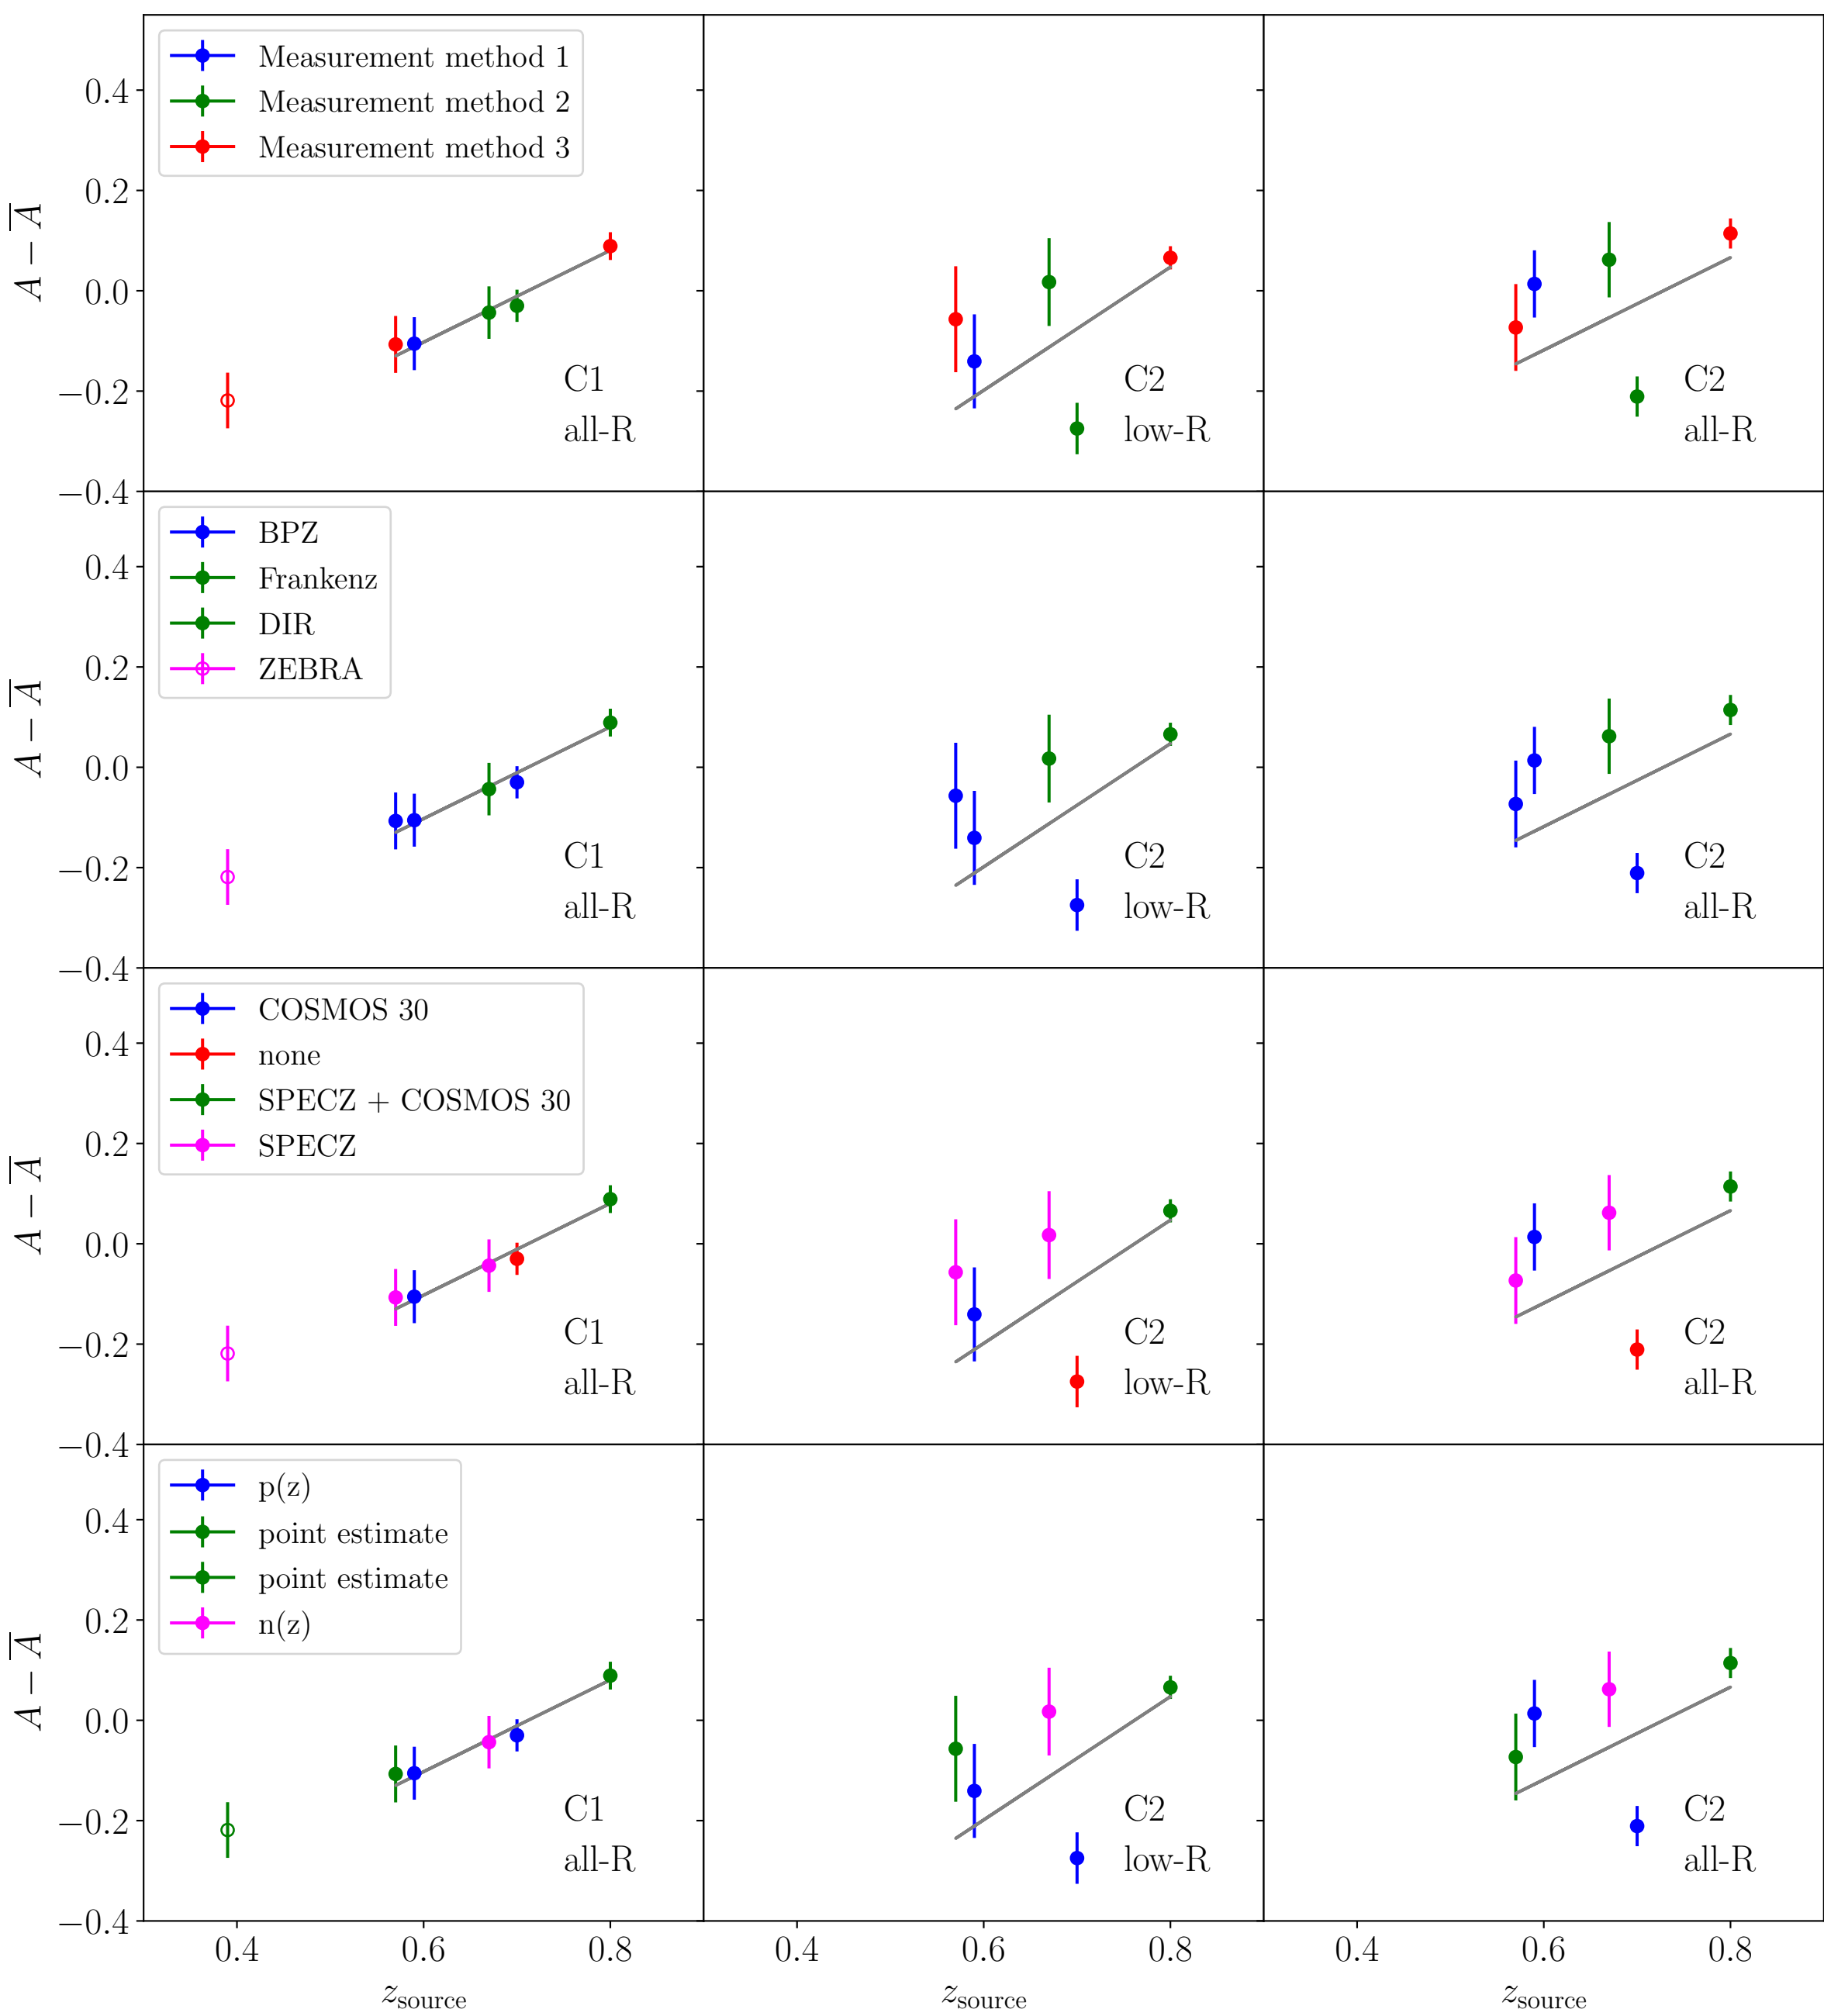 Measurement method 1
Measurement method 2
Measurement method 3
0.4
0.2
0.0
−0.2
−0.4
A − A̅
C1
all-R
C2
low-R
C2
all-R
BPZ
Frankenz
DIR
ZEBRA
0.4
0.2
0.0
−0.2
−0.4
A − A̅
C1
all-R
C2
low-R
C2
all-R
COSMOS 30
none
SPECZ + COSMOS 30
SPECZ
0.4
0.2
0.0
−0.2
−0.4
A − A̅
C1
all-R
C2
low-R
C2
all-R
p(z)
point estimate
point estimate
n(z)
0.4
0.2
0.0
−0.2
−0.4
A − A̅
C1
all-R
C2
low-R
C2
all-R
0.4 0.6 0.8 0.4 0.6 0.8 0.4 0.6 0.8
z_source z_source z_source